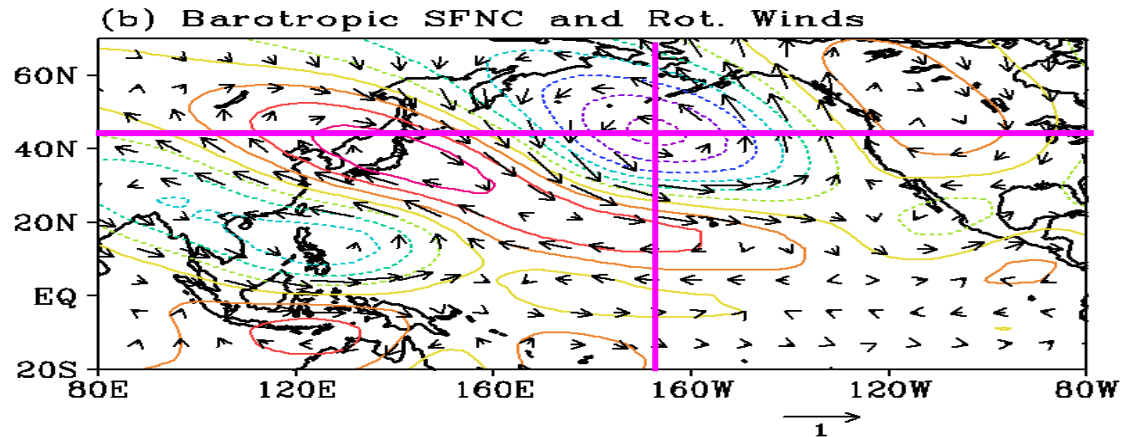 (b) Barotropic SFNC and Rot. Winds
60N
40N
20N
EQ
20S
80E 120E 160E 160W 120W 80W
1